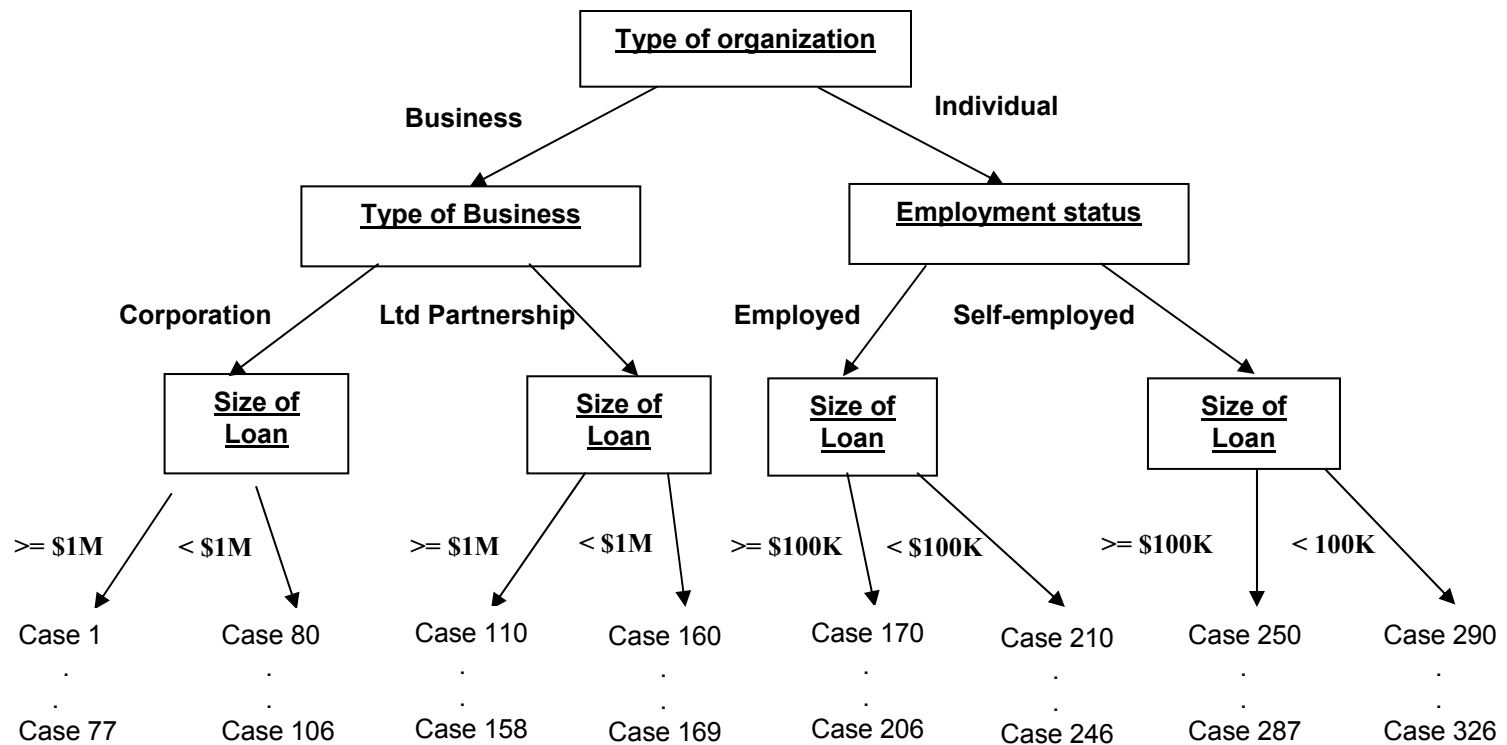 Type of organization
Business
Individual
Type of Business
Employment status
Corporation
Ltd Partnership
Employed
Self-employed
Size of
Loan
Size of
Loan
Size of
Loan
Size of
Loan
>= $1M
< $1M
>= $1M
< $1M
>= $100K
< $100K
>= $100K
< 100K
Case 1
.
.
Case 77
Case 80
.
.
Case 106
Case 110
.
.
Case 158
Case 160
.
.
Case 169
Case 170
.
.
Case 206
Case 210
.
.
Case 246
Case 250
.
.
Case 287
Case 290
.
.
Case 326